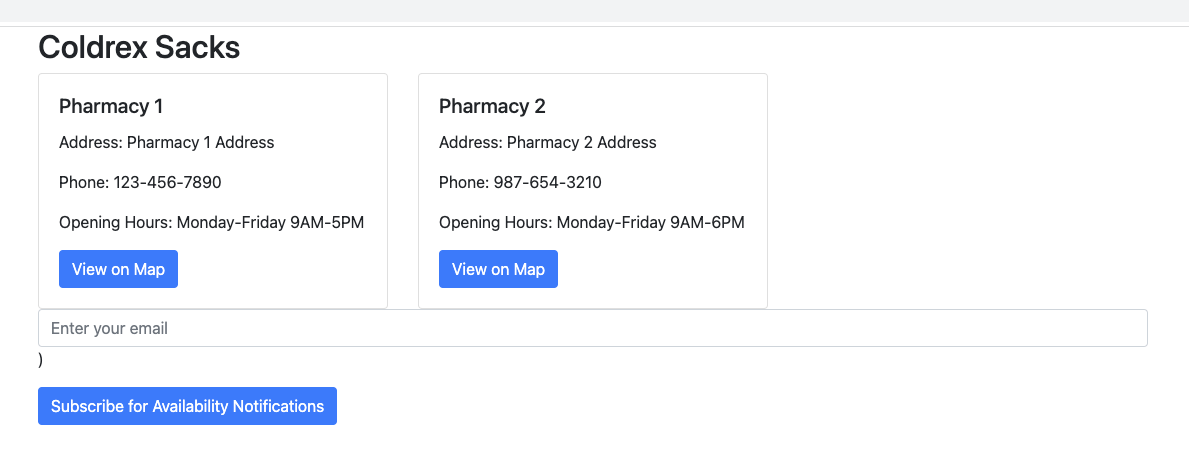 Coldrex Sacks
Pharmacy 1
Address: Pharmacy 1 Address
Phone: 123-456-7890
Opening Hours: Monday-Friday 9AM-5PM
View on Map
Pharmacy 2
Address: Pharmacy 2 Address
Phone: 987-654-3210
Opening Hours: Monday-Friday 9AM-6PM
View on Map
Enter your email
)
Subscribe for Availability Notifications